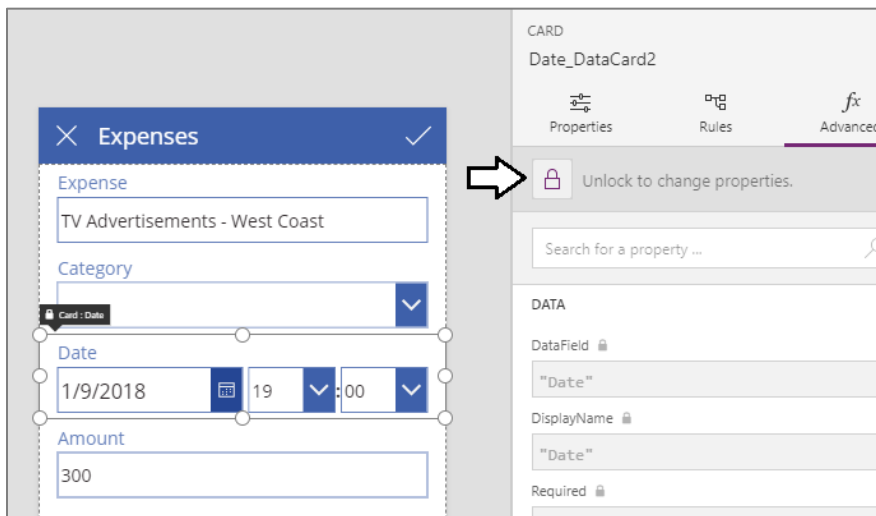 CARD
Date_DataCard2
Properties
Rules
fx
Advanced
Unlock to change properties.
Search for a property ...
DATA
DataField
"Date"
DisplayName
"Date"
Required
Expenses
Expense
TV Advertisements - West Coast
Category
Card : Date
Date
1/9/2018 19 : 00
Amount
300